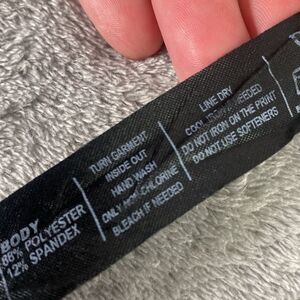 BODY
88% POLYESTER
12% SPANDEX
TURN GARMENT
INSIDE OUT
HAND WASH
ONLY NON-CHLORINE
BLEACH IF NEEDED
LINE DRY
COOL IRON IF NEEDED
DO NOT IRON ON THE PRINT
DO NOT USE SOFTENERS